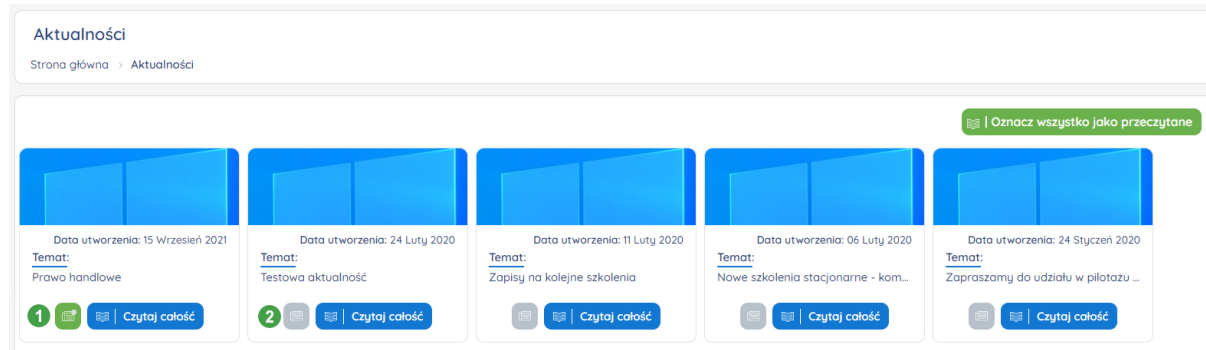 Aktualności
Strona główna > Aktualności
| Oznacz wszystko jako przeczytane
Data utworzenia: 15 Wrzesień 2021
Temat:
Prawo handlowe
1 | Czytaj całość
Data utworzenia: 24 Luty 2020
Temat:
Testowa aktualność
2 | Czytaj całość
Data utworzenia: 11 Luty 2020
Temat:
Zapisy na kolejne szkolenia
| Czytaj całość
Data utworzenia: 06 Luty 2020
Temat:
Nowe szkolenia stacjonarne - kom...
| Czytaj całość
Data utworzenia: 24 Styczeń 2020
Temat:
Zapraszamy do udziału w pilotażu ...
| Czytaj całość